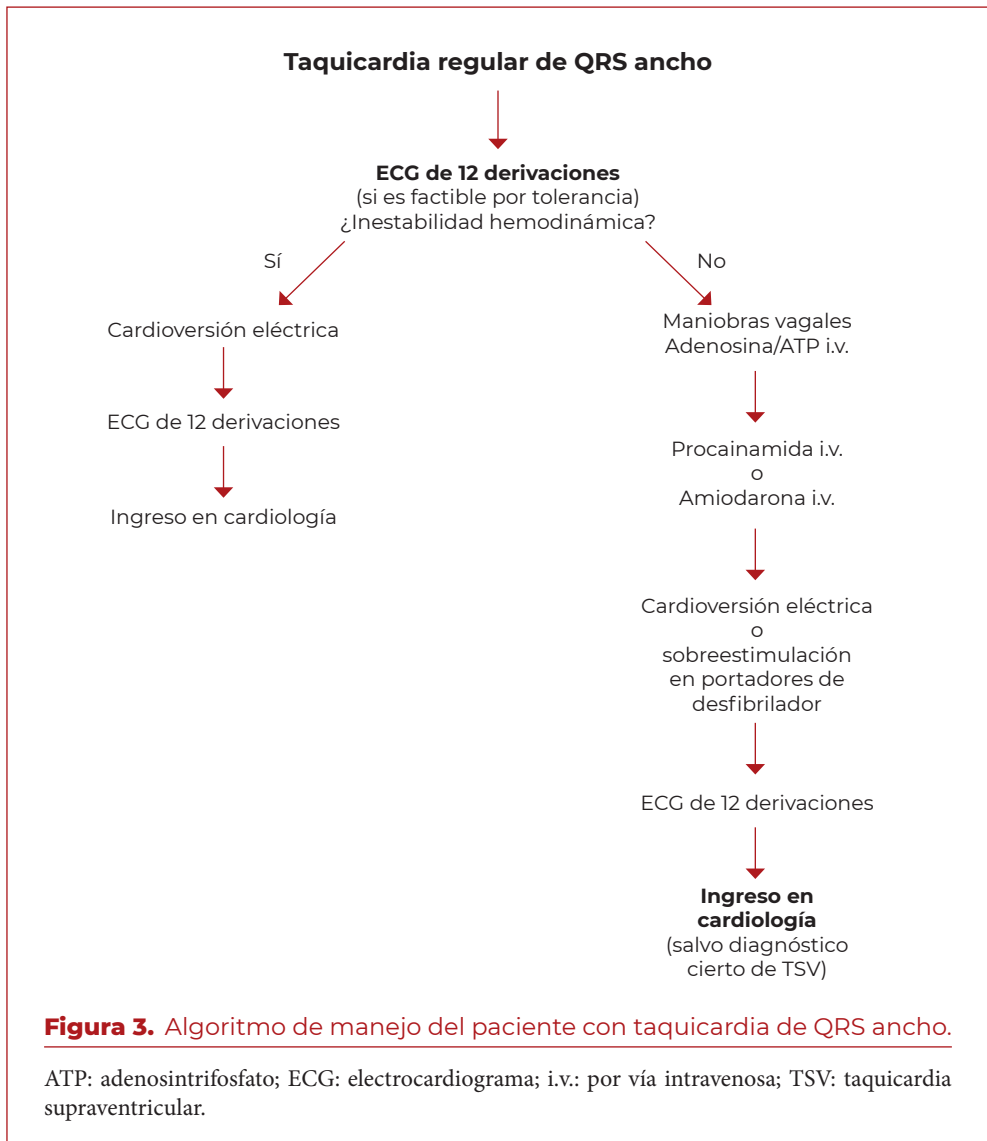 Taquicardia regular de QRS ancho
ECG de 12 derivaciones
(si es factible por tolerancia)
¿Inestabilidad hemodinámica?
Sí
No
Cardioversión eléctrica
ECG de 12 derivaciones
Ingreso en cardiología
Maniobras vagales
Adenosina/ATP i.v.
Procainamida i.v.
o
Amiodarona i.v.
Cardioversión eléctrica
o
sobreestimulación
en portadores de
desfibrilador
ECG de 12 derivaciones
Ingreso en
cardiología
(salvo diagnóstico
cierto de TSV)
Figura 3. Algoritmo de manejo del paciente con taquicardia de QRS ancho.
ATP: adenosintrifosfato; ECG: electrocardiograma; i.v.: por vía intravenosa; TSV: taquicardia
supraventricular.